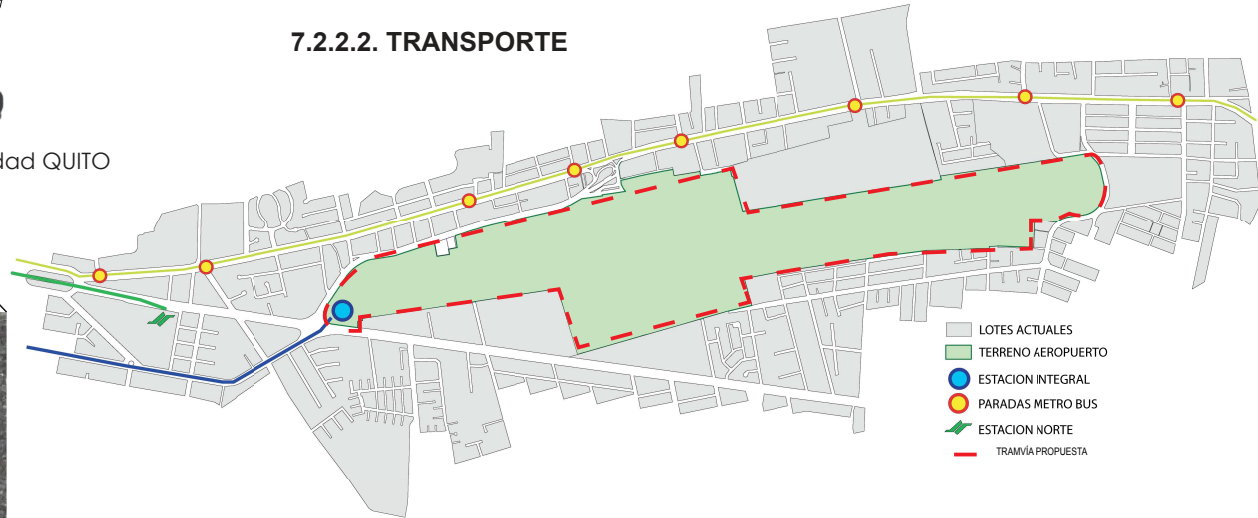 7.2.2.2. TRANSPORTE
dad QUITO
LOTES ACTUALES
TERRENO AEROPUERTO
ESTACION INTEGRAL
PARADAS METRO BUS
ESTACION NORTE
TRAMVÍA PROPUESTA